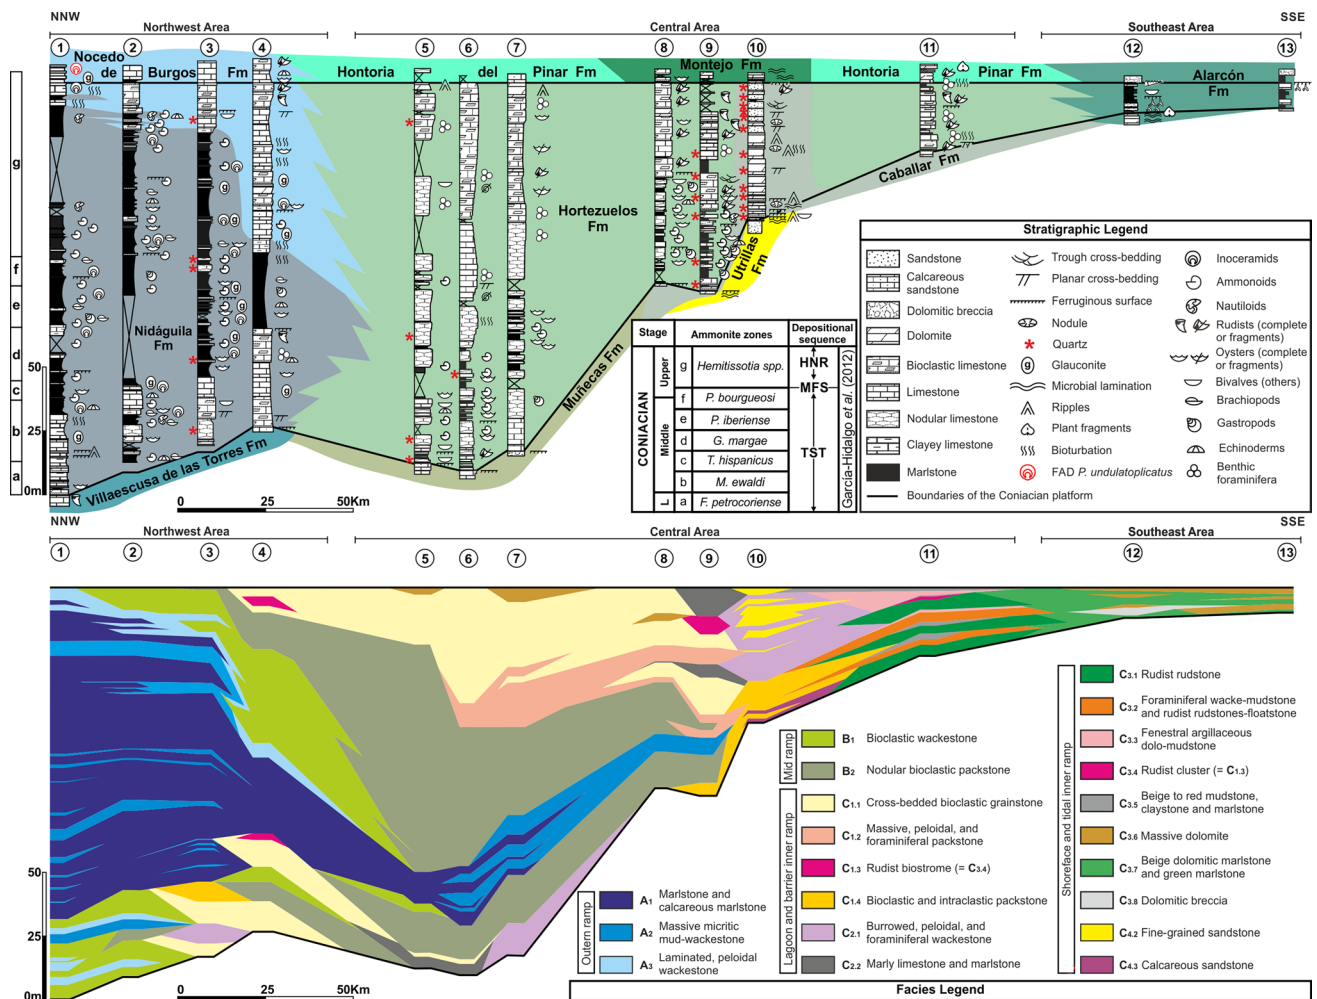 NNW
Northwest Area
Central Area
Southeast Area
SSE
1 2 3 4 5 6 7 8 9 10 11 12 13
Nocedo
de Burgos Fm
Hontoria del Pinar Fm
Montejo Fm
Hontoria Pinar Fm
Alarcón
Fm
g
f
e
d
c
b
a
50
25
0m
Nidáguila
Fm
Hortezuelos
Fm
Caballar Fm
Utrillas
Fm
Muñecas Fm
Villaescusa de las Torres Fm
0 25 50Km
Stage
Ammonite zones
Depositional
sequence
CONIACIAN
Upper
Middle
L
g Hemitissotia spp.
f P. bourgueosi
e P. iberiense
d G. margae
c T. hispanicus
b M. ewaldi
a F. petrocoriense
HNR
MFS
TST
García-Hidalgo et al. (2012)
Stratigraphic Legend
Sandstone
Calcareous
sandstone
Dolomitic breccia
Dolomite
Bioclastic limestone
Limestone
Nodular limestone
Clayey limestone
Marlstone
Boundaries of the Coniacian platform
Trough cross-bedding
Planar cross-bedding
Ferruginous surface
Nodule
Quartz
Glauconite
Microbial lamination
Ripples
Plant fragments
Bioturbation
FAD P. undulatoplicatus
Inoceramids
Ammonoids
Nautiloids
Rudists (complete
or fragments)
Oysters (complete
or fragments)
Bivalves (others)
Brachiopods
Gastropods
Echinoderms
Benthic
foraminifera
NNW
Northwest Area
Central Area
Southeast Area
SSE
1 2 3 4 5 6 7 8 9 10 11 12 13
50
25
0m
0 25 50Km
Outern ramp
A1 Marlstone and
calcareous marlstone
A2 Massive micritic
mud-wackestone
A3 Laminated, peloidal
wackestone
Mid ramp
B1 Bioclastic wackestone
B2 Nodular bioclastic packstone
Lagoon and barrier inner ramp
C1.1 Cross-bedded bioclastic grainstone
C1.2 Massive, peloidal, and
foraminiferal packstone
C1.3 Rudist biostrome (= C3.4)
C1.4 Bioclastic and intraclastic packstone
C2.1 Burrowed, peloidal, and
foraminiferal wackestone
C2.2 Marly limestone and marlstone
Shoreface and tidal inner ramp
C3.1 Rudist rudstone
C3.2 Foraminiferal wacke-mudstone
and rudist rudstones-floatstone
C3.3 Fenestral argillaceous
dolo-mudstone
C3.4 Rudist cluster (= C1.3)
C3.5 Beige to red mudstone,
claystone and marlstone
C3.6 Massive dolomite
C3.7 Beige dolomitic marlstone
and green marlstone
C3.8 Dolomitic breccia
C4.2 Fine-grained sandstone
C4.3 Calcareous sandstone
Facies Legend